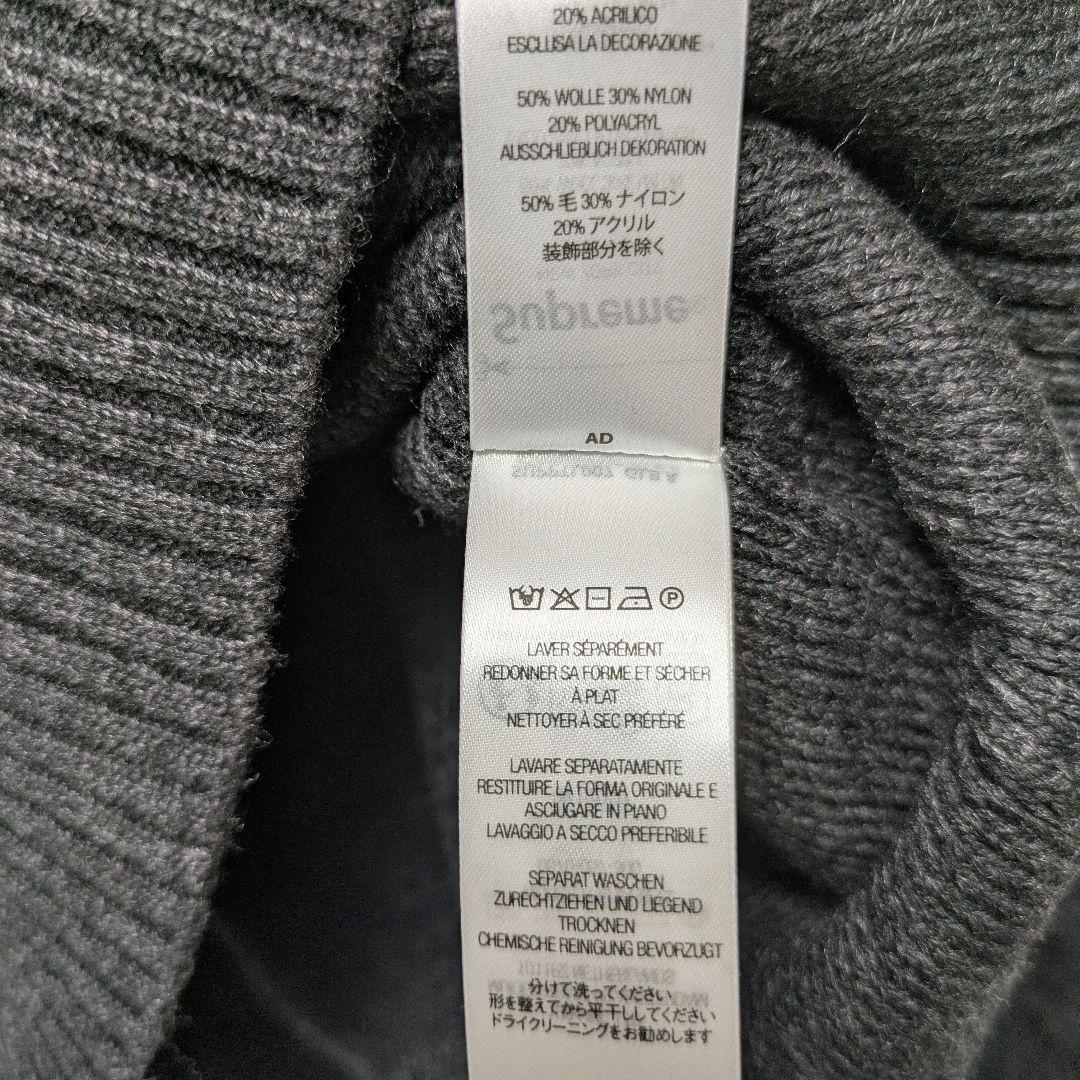 20% ACRILICO
ESCLUSA LA DECORAZIONE
50% WOLLE 30% NYLON
20% POLYACRYL
AUSSCHLIEBLICH DEKORATION
50% 毛 30% ナイロン
20% アクリル
装飾部分を除く
Supreme
AD
LAVER SÉPARÉMENT
REDONNER SA FORME ET SÉCHER
À PLAT
NETTOYER À SEC PRÉFÉRÉ
LAVARE SEPARATAMENTE
RESTITUIRE LA FORMA ORIGINALE E
ASCIUGARE IN PIANO
LAVAGGIO A SECCO PREFERIBILE
SEPARAT WASCHEN
ZURECHTZIEHEN UND LIEGEND
TROCKNEN
CHEMISCHE REINIGUNG BEVORZUGT
分けて洗ってください
形を整えてから平干ししてください
ドライクリーニングをお勧めします